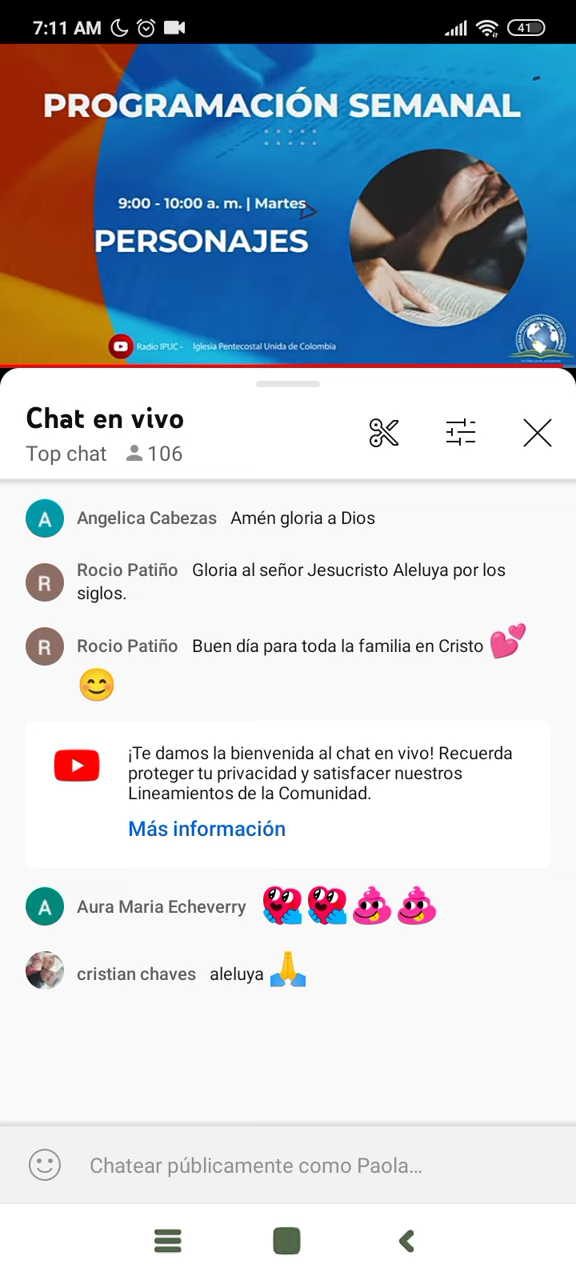 7:11 AM
41
PROGRAMACIÓN SEMANAL
9:00 - 10:00 a. m. | Martes
PERSONAJES
Radio IPUC - Iglesia Pentecostal Unida de Colombia
Chat en vivo
Top chat 106
A Angelica Cabezas Amén gloria a Dios
R Rocio Patiño Gloria al señor Jesucristo Aleluya por los
siglos.
R Rocio Patiño Buen día para toda la familia en Cristo 💕
😊
¡Te damos la bienvenida al chat en vivo! Recuerda
proteger tu privacidad y satisfacer nuestros
Lineamientos de la Comunidad.
Más información
A Aura Maria Echeverry
cristian chaves aleluya 🙏
Chatear públicamente como Paola...